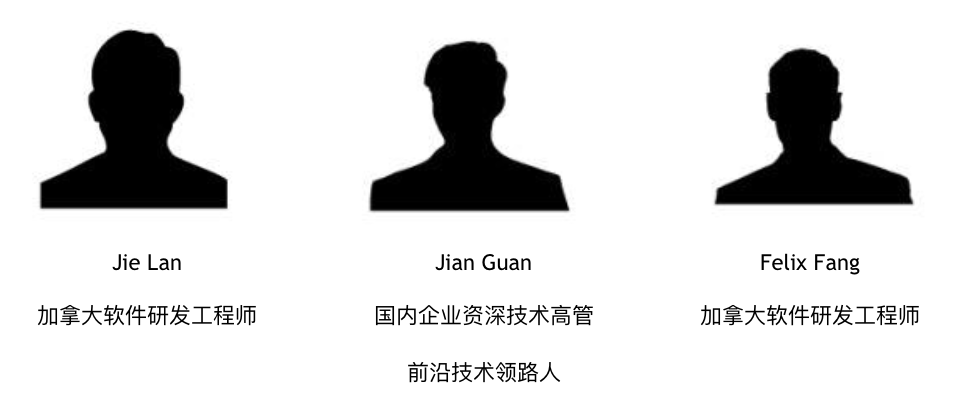 Jie Lan
Jian Guan
Felix Fang
加拿大软件研发工程师
国内企业资深技术高管
加拿大软件研发工程师
前沿技术领路人